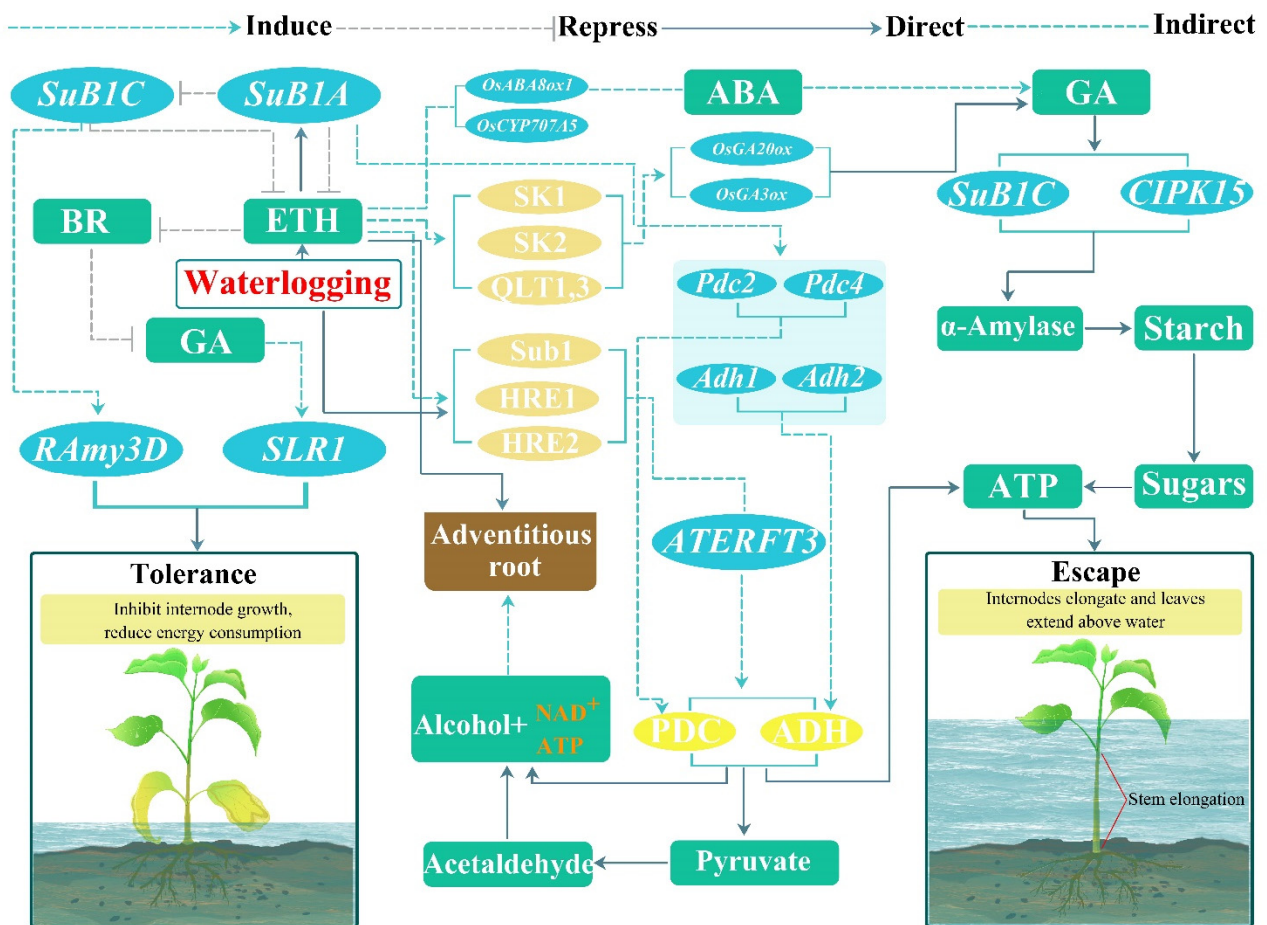 Induce
Repress
Direct
Indirect
SuB1C
SuB1A
OsABA8ox1
OsCYP707A5
ABA
GA
OsGA20ox
OsGA3ox
SuB1C
CIPK15
SK1
SK2
QLT1,3
BR
ETH
Waterlogging
GA
Pdc2
Pdc4
Adh1
Adh2
α-Amylase
Starch
Sub1
HRE1
HRE2
RAmy3D
SLR1
ATP
Sugars
Adventitious
root
ATERFT3
Tolerance
Inhibit internode growth,
reduce energy consumption
Escape
Internodes elongate and leaves
extend above water
Alcohol+
NAD+
ATP
PDC
ADH
Stem elongation
Acetaldehyde
Pyruvate